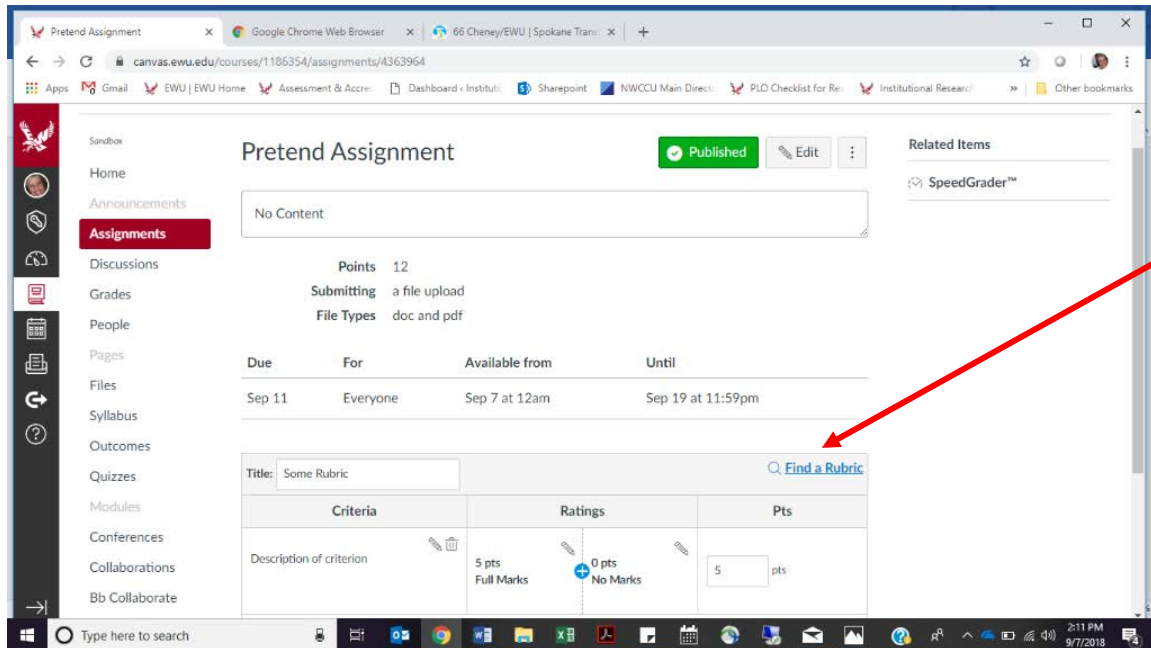 Pretend Assignment
Google Chrome Web Browser
66 Cheney/EWU | Spokane Trans
canvas.ewu.edu/courses/1186354/assignments/4363964
Apps Gmail EWU | EWU Home Assessment & Accre Dashboard ‹ Instituti Sharepoint NWCCU Main Direct PLO Checklist for Re Institutional Research » Other bookmarks
Sandbox
Home
Announcements
Assignments
Discussions
Grades
People
Pages
Files
Syllabus
Outcomes
Quizzes
Modules
Conferences
Collaborations
Bb Collaborate
Pretend Assignment
Published
Edit
No Content
Points 12
Submitting a file upload
File Types doc and pdf
Due For Available from Until
Sep 11 Everyone Sep 7 at 12am Sep 19 at 11:59pm
Title: Some Rubric Find a Rubric
Criteria Ratings Pts
Description of criterion
5 pts 0 pts
Full Marks No Marks
5 pts
Related Items
SpeedGrader™
Type here to search
2:11 PM
9/7/2018